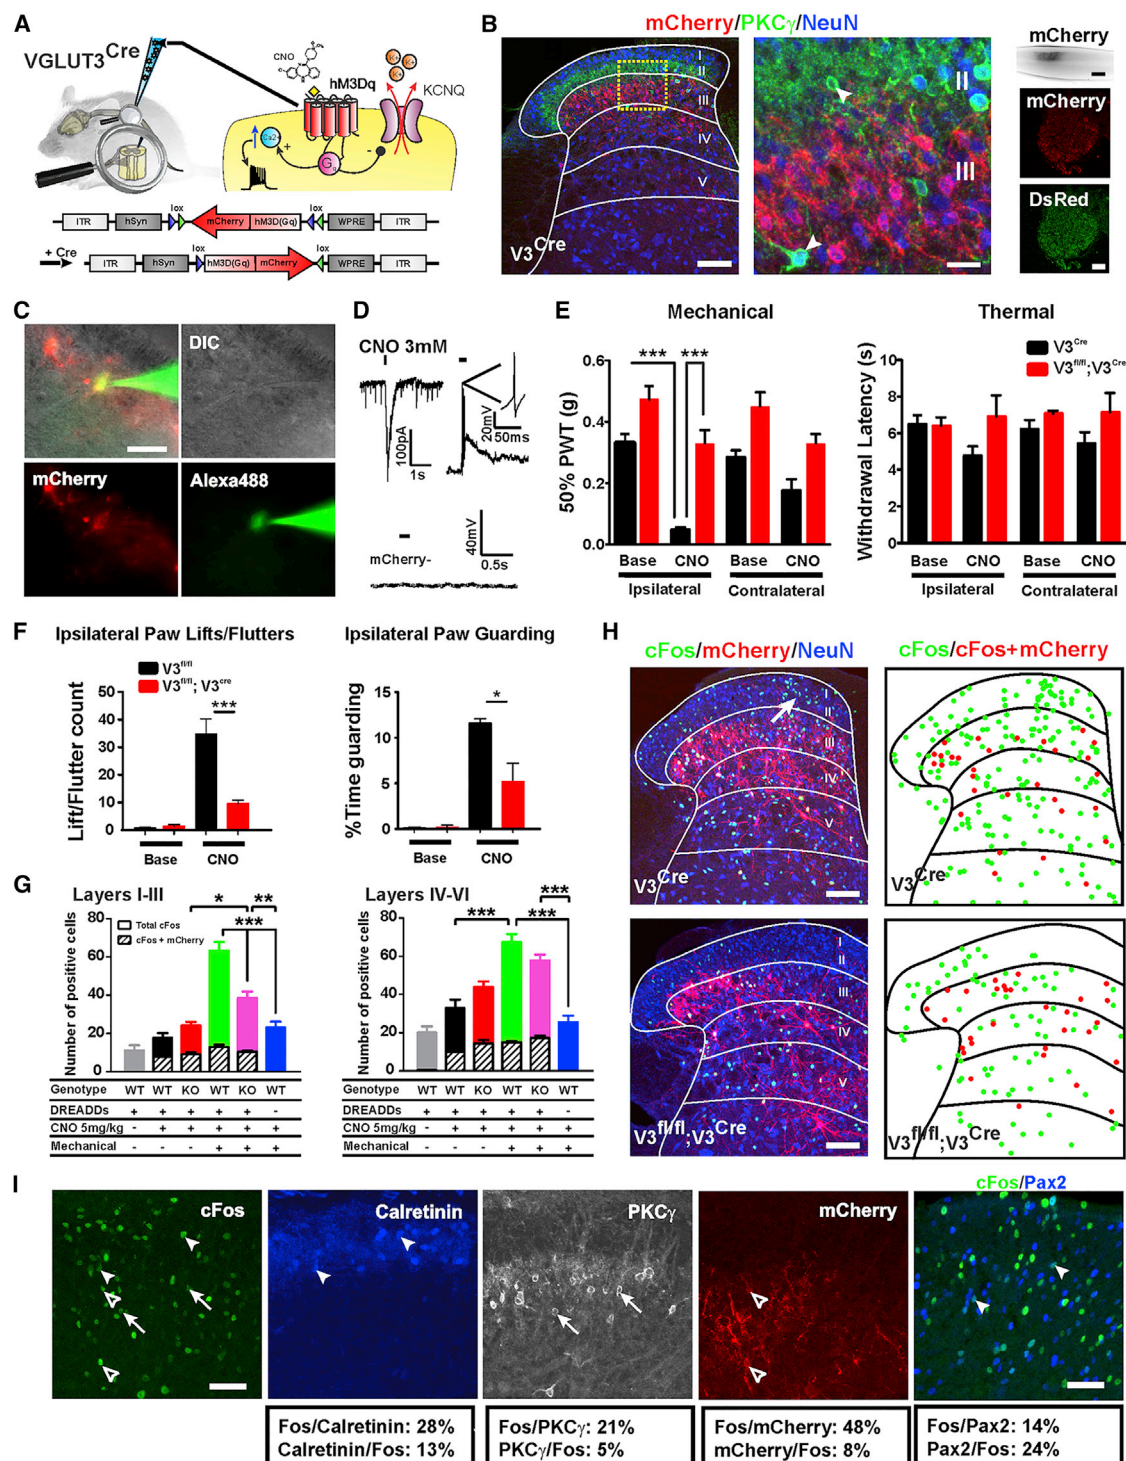 A
VGLUT3Cre
CNO
hM3Dq
K+
K+
K+
KCNQ
Ca2+
+
Gq
-
ITR
hSyn
lox
mCherry
hM3D(Gq)
lox
WPRE
ITR
+ Cre
ITR
hSyn
lox
hM3D(Gq)
mCherry
lox
WPRE
ITR
B
mCherry/PKCγ/NeuN
I
II
III
IV
V
V3Cre
II
III
mCherry
mCherry
DsRed
C
DIC
mCherry
Alexa488
D
CNO 3mM
100pA
1s
20mV
50ms
40mV
0.5s
mCherry-
E
Mechanical
50% PWT (g)
0.6
0.4
0.2
0.0
***
***
Base
CNO
Base
CNO
Ipsilateral
Contralateral
Thermal
V3Cre
V3fl/fl;V3Cre
Withdrawal Latency (s)
10
8
6
4
2
0
Base
CNO
Base
CNO
Ipsilateral
Contralateral
F
Ipsilateral Paw Lifts/Flutters
V3fl/fl
V3fl/fl; V3cre
Lift/Flutter count
50
40
30
20
10
0
***
Base
CNO
Ipsilateral Paw Guarding
%Time guarding
15
10
5
0
*
Base
CNO
G
Layers I-III
Total cFos
cFos + mCherry
Number of positive cells
80
60
40
20
0
*
**
***
Genotype WT WT KO WT KO WT
DREADDs + + + + + -
CNO 5mg/kg - + + + + +
Mechanical - - - + + +
Layers IV-VI
Number of positive cells
80
60
40
20
0
***
***
***
Genotype WT WT KO WT KO WT
DREADDs + + + + + -
CNO 5mg/kg - + + + + +
Mechanical - - - + + +
H
cFos/mCherry/NeuN
cFos/cFos+mCherry
I
II
III
IV
V
V3Cre
V3Cre
I
II
III
IV
V
V3fl/fl;V3Cre
V3fl/fl;V3Cre
I
cFos
Calretinin
PKCγ
mCherry
cFos/Pax2
Fos/Calretinin: 28%
Calretinin/Fos: 13%
Fos/PKCγ: 21%
PKCγ/Fos: 5%
Fos/mCherry: 48%
mCherry/Fos: 8%
Fos/Pax2: 14%
Pax2/Fos: 24%